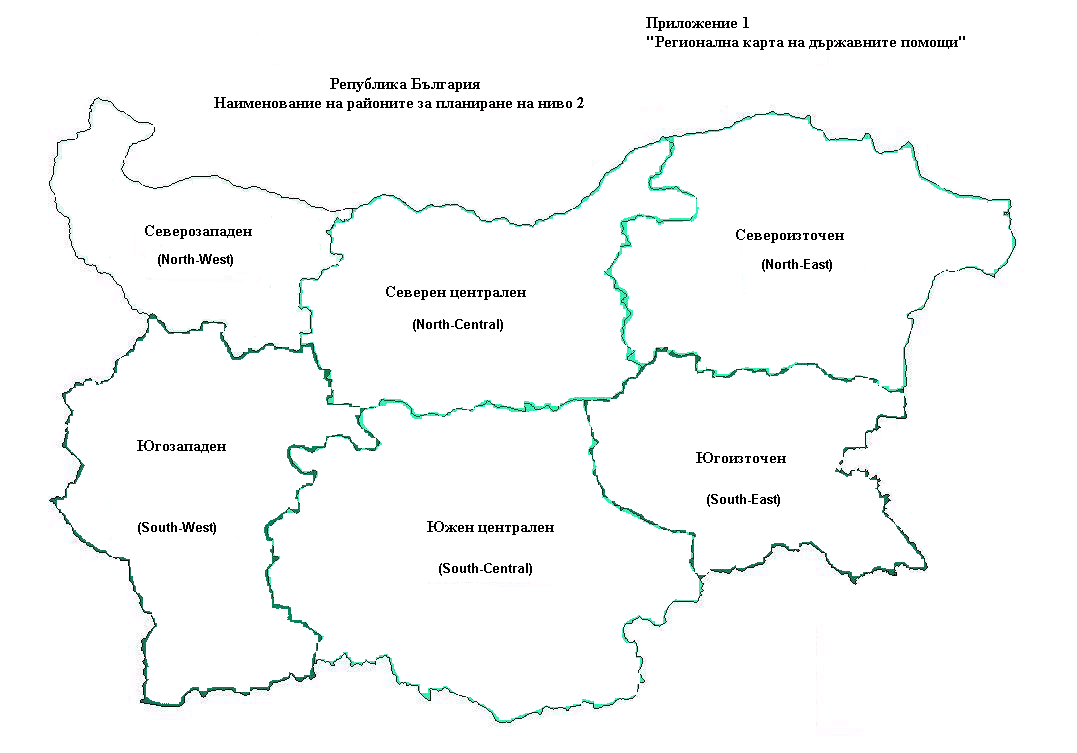 Приложение 1
"Регионална карта на държавните помощи"
Република България
Наименование на районите за планиране на ниво 2
Северозападен
(North-West)
Североизточен
(North-East)
Северен централен
(North-Central)
Югозападен
(South-West)
Югоизточен
(South-East)
Южен централен
(South-Central)